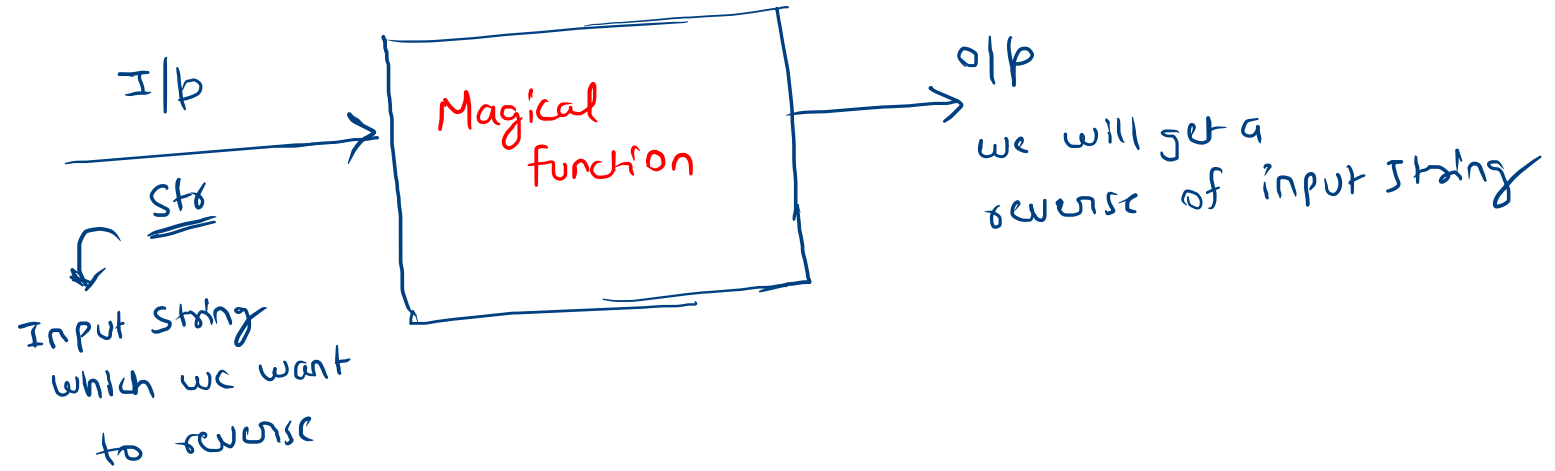 I/p
Str
Input String
which we want
to reverse
Magical
function
O/p
we will get a
reverse of input String